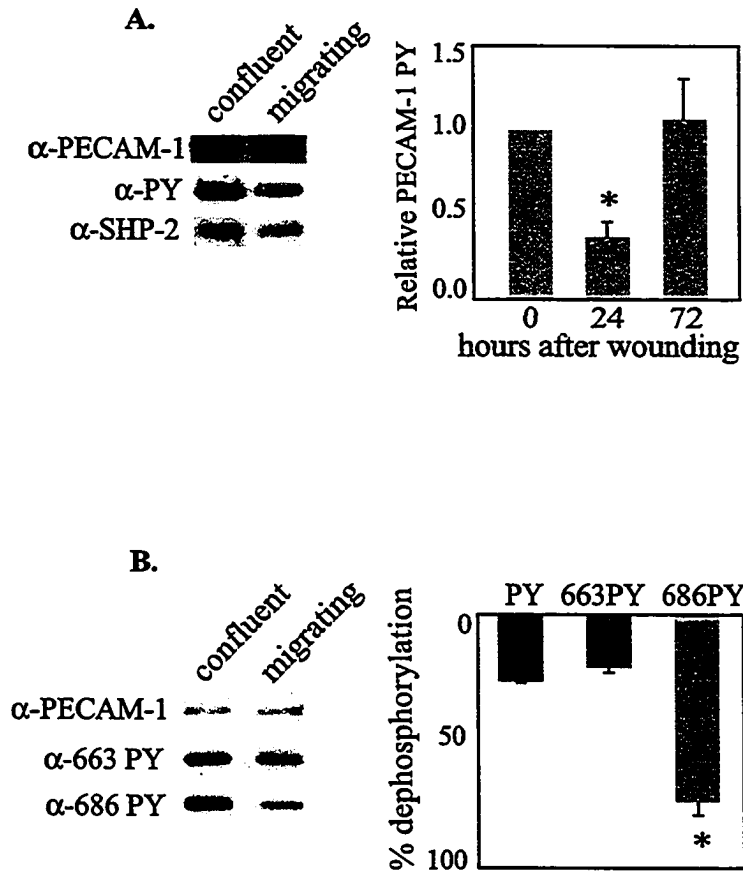 A.
confluent
migrating
α-PECAM-1
α-PY
α-SHP-2
Relative PECAM-1 PY
1.5
1.0
0.5
0.0
*
0 24 72
hours after wounding
B.
confluent
migrating
α-PECAM-1
α-663 PY
α-686 PY
% dephosphorylation
PY 663PY 686PY
0
50
100
*